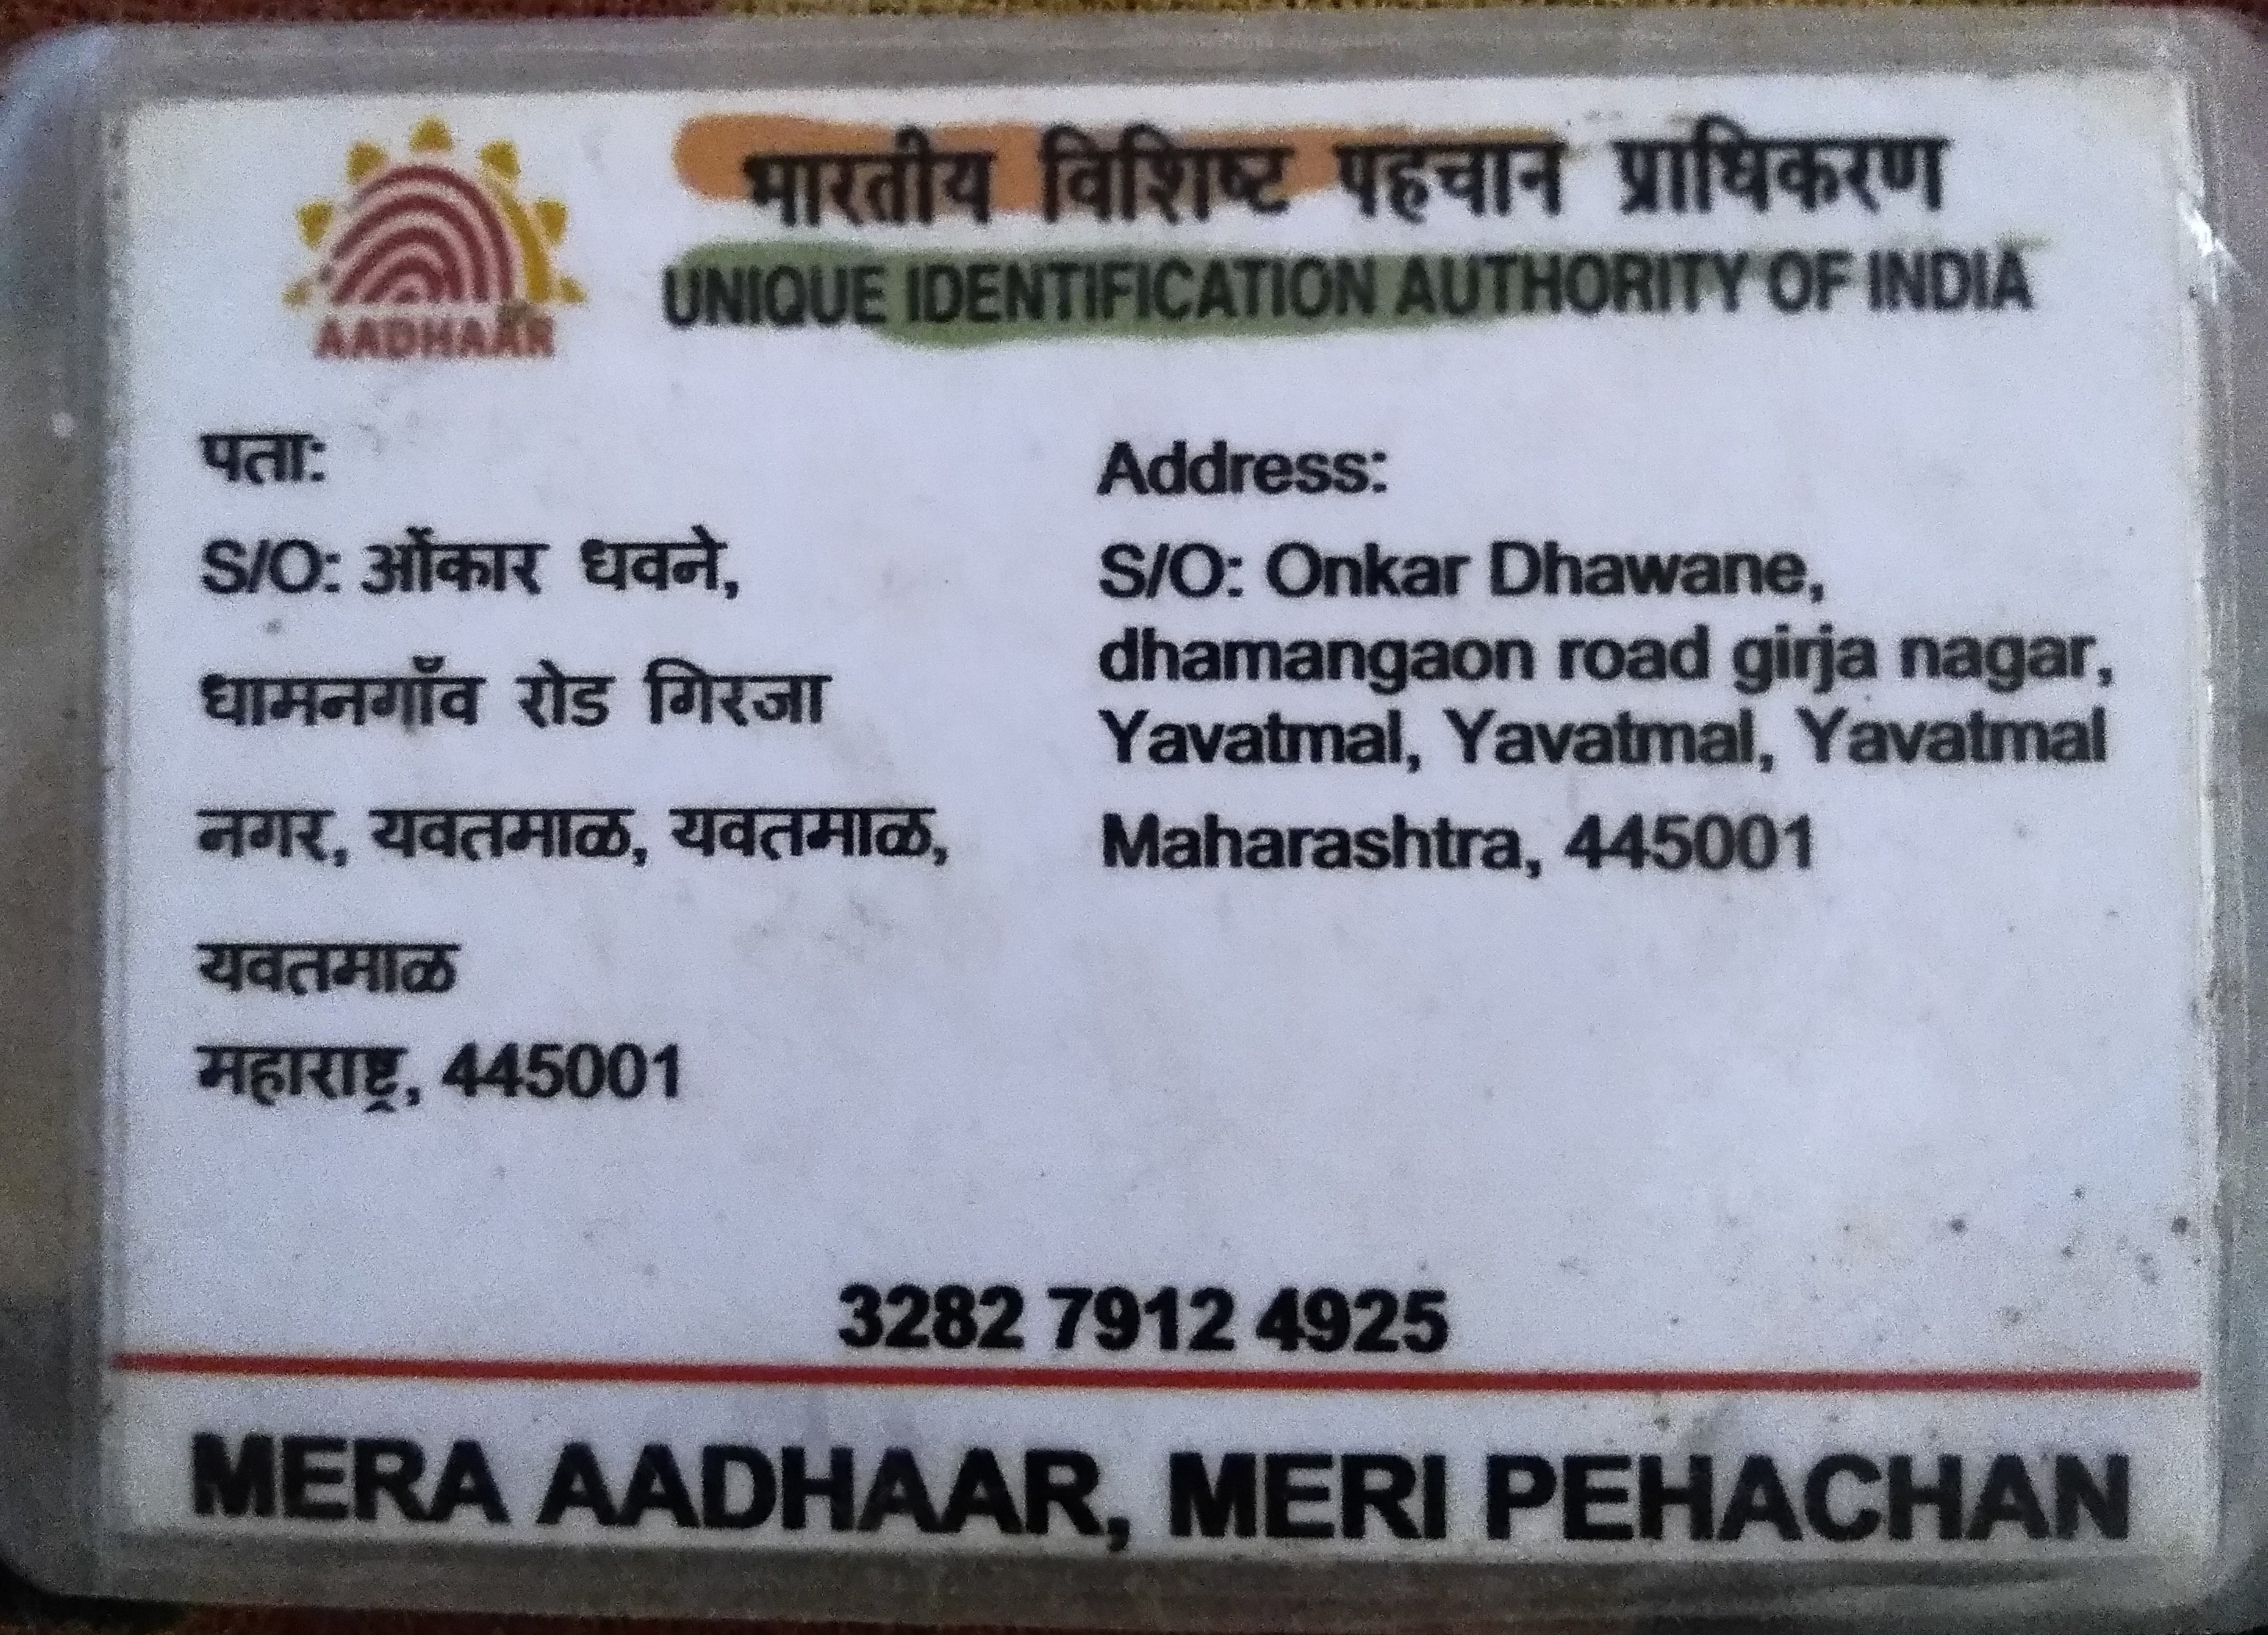 भारतीय विशिष्ट पहचान प्राधिकरण
UNIQUE IDENTIFICATION AUTHORITY OF INDIA
AADHAAR
पता:
S/O: ओंकार धवने,
धामनगाँव रोड गिरजा
नगर, यवतमाळ, यवतमाळ,
यवतमाळ
महाराष्ट्र, 445001
Address:
S/O: Onkar Dhawane,
dhamangaon road girja nagar,
Yavatmal, Yavatmal, Yavatmal
Maharashtra, 445001
3282 7912 4925
MERA AADHAAR, MERI PEHACHAN